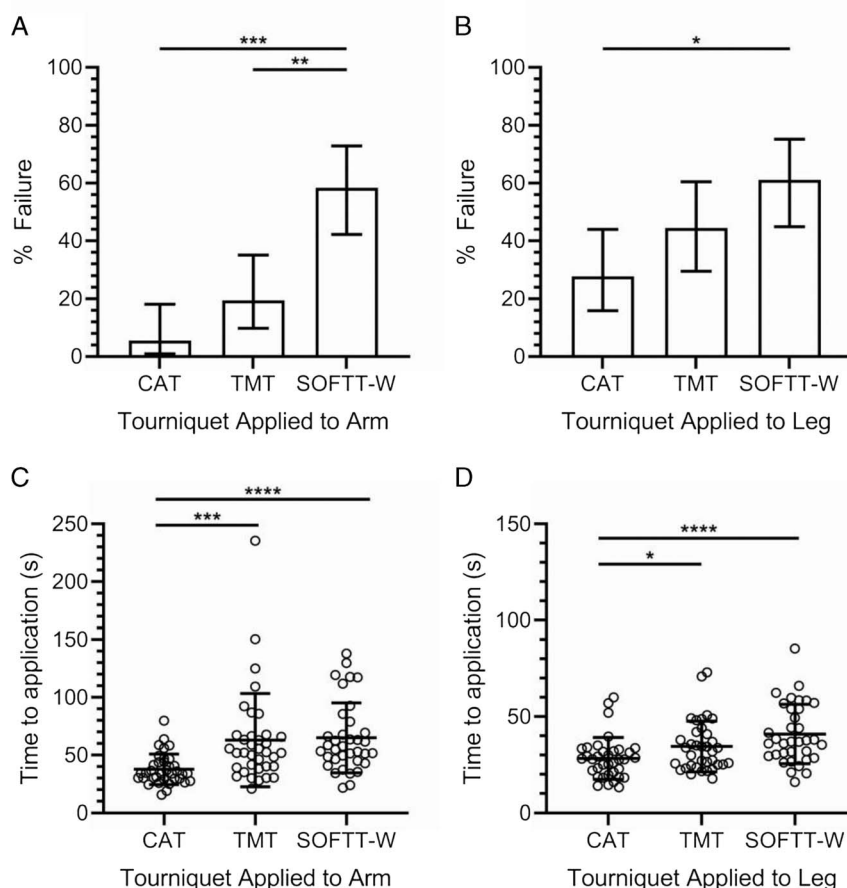 A
***
**
100
80
60
40
20
0
% Failure
CAT TMT SOFTT-W
Tourniquet Applied to Arm
B
*
100
80
60
40
20
0
% Failure
CAT TMT SOFTT-W
Tourniquet Applied to Leg
C
****
***
250
200
150
100
50
0
Time to application (s)
CAT TMT SOFTT-W
Tourniquet Applied to Arm
D
****
*
150
100
50
0
Time to application (s)
CAT TMT SOFTT-W
Tourniquet Applied to Leg